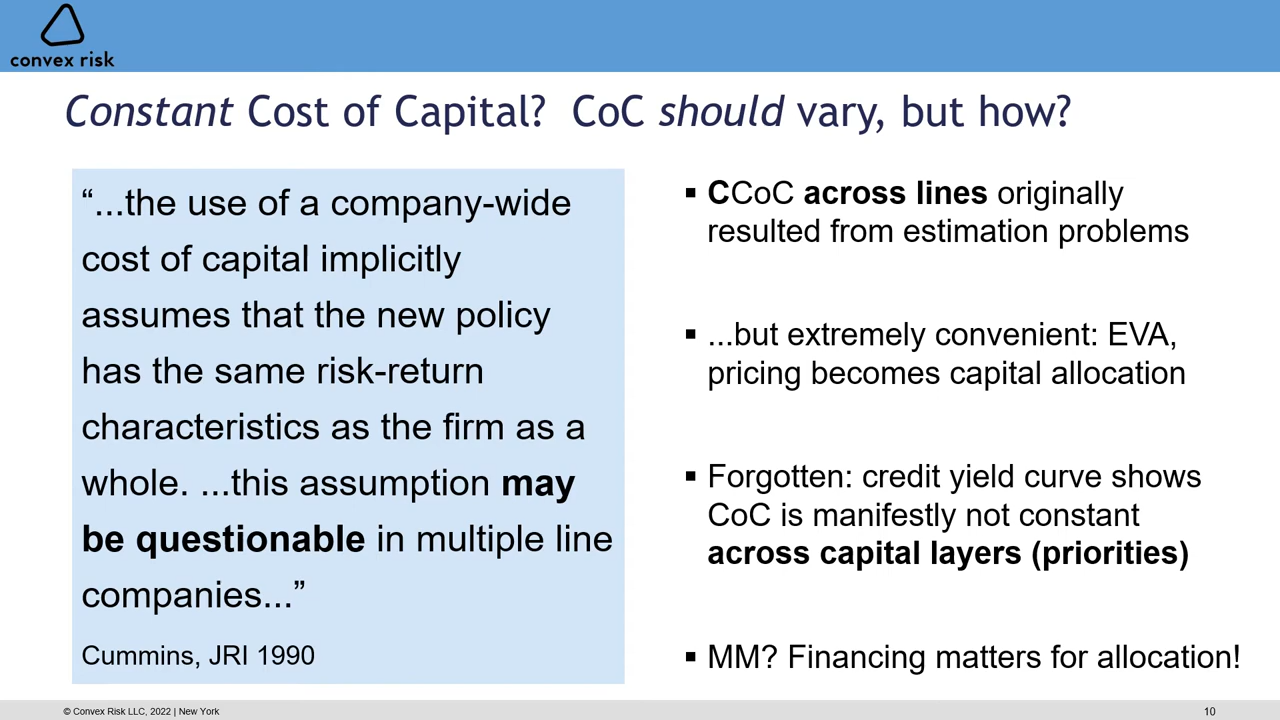 convex risk
Constant Cost of Capital? CoC should vary, but how?
“...the use of a company-wide
cost of capital implicitly
assumes that the new policy
has the same risk-return
characteristics as the firm as a
whole. ...this assumption may
be questionable in multiple line
companies...”
Cummins, JRI 1990
▪ CCoC across lines originally
resulted from estimation problems
▪ ...but extremely convenient: EVA,
pricing becomes capital allocation
▪ Forgotten: credit yield curve shows
CoC is manifestly not constant
across capital layers (priorities)
▪ MM? Financing matters for allocation!
© Convex Risk LLC, 2022 | New York
10